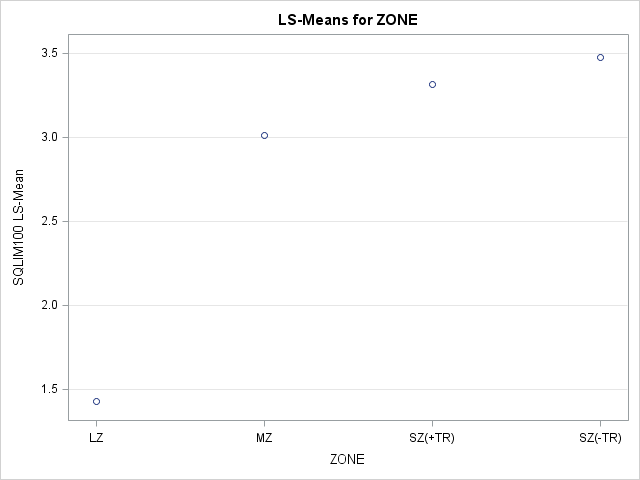 LS-Means for ZONE
3.5
3.0
2.5
2.0
1.5
SQLIM100 LS-Mean
LZ
MZ
SZ(+TR)
SZ(-TR)
ZONE